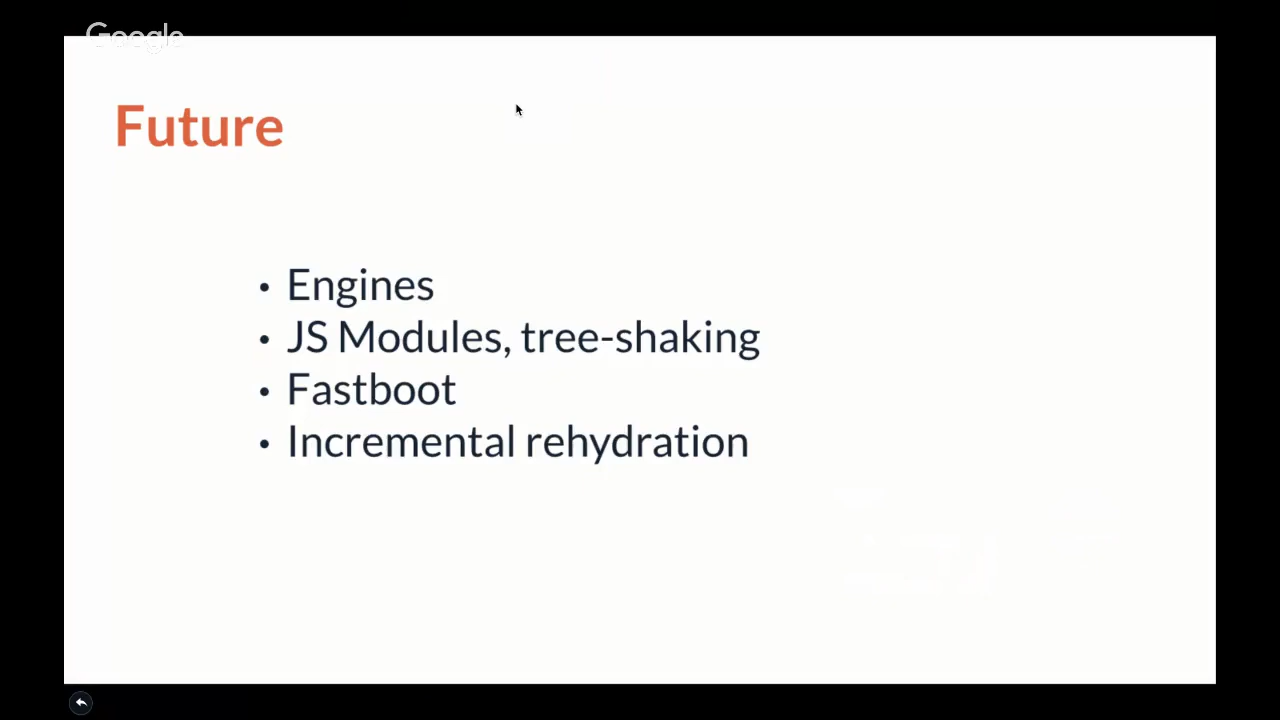 Google
Future
• Engines
• JS Modules, tree-shaking
• Fastboot
• Incremental rehydration